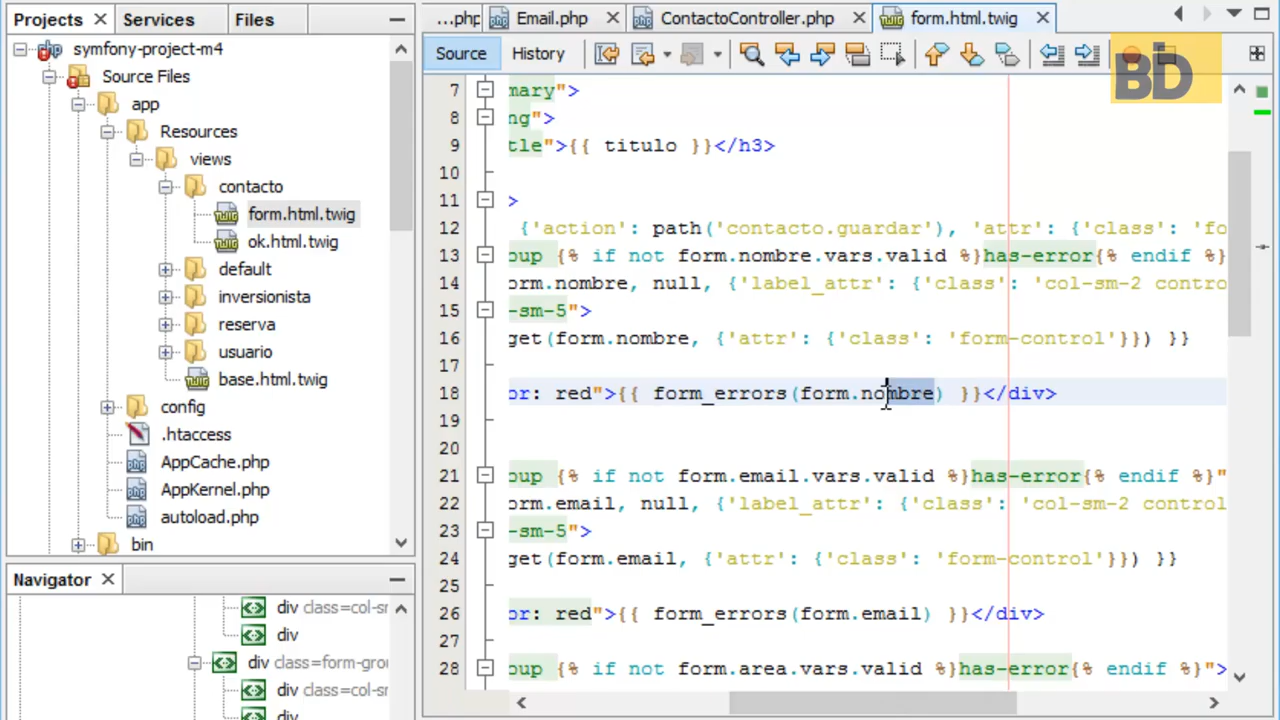 Projects
Services
Files
...php
Email.php
ContactoController.php
form.html.twig
symfony-project-m4
Source Files
app
Resources
views
contacto
form.html.twig
ok.html.twig
default
inversionista
reserva
usuario
base.html.twig
config
.htaccess
AppCache.php
AppKernel.php
autoload.php
bin
Navigator
div class=col-sr
div
div class=form-grou
div class=col-sr
div
Source
History
BD
7 mary">
8 ng">
9 tle">{{ titulo }}</h3>
10
11 >
12 {'action': path('contacto.guardar'), 'attr': {'class': 'fo
13 oup {% if not form.nombre.vars.valid %}has-error{% endif %}
14 orm.nombre, null, {'label_attr': {'class': 'col-sm-2 contro
15 -sm-5">
16 get(form.nombre, {'attr': {'class': 'form-control'}}) }}
17
18 or: red">{{ form_errors(form.nombre) }}</div>
19
20
21 oup {% if not form.email.vars.valid %}has-error{% endif %}"
22 orm.email, null, {'label_attr': {'class': 'col-sm-2 control
23 -sm-5">
24 get(form.email, {'attr': {'class': 'form-control'}}) }}
25
26 or: red">{{ form_errors(form.email) }}</div>
27
28 oup {% if not form.area.vars.valid %}has-error{% endif %}">